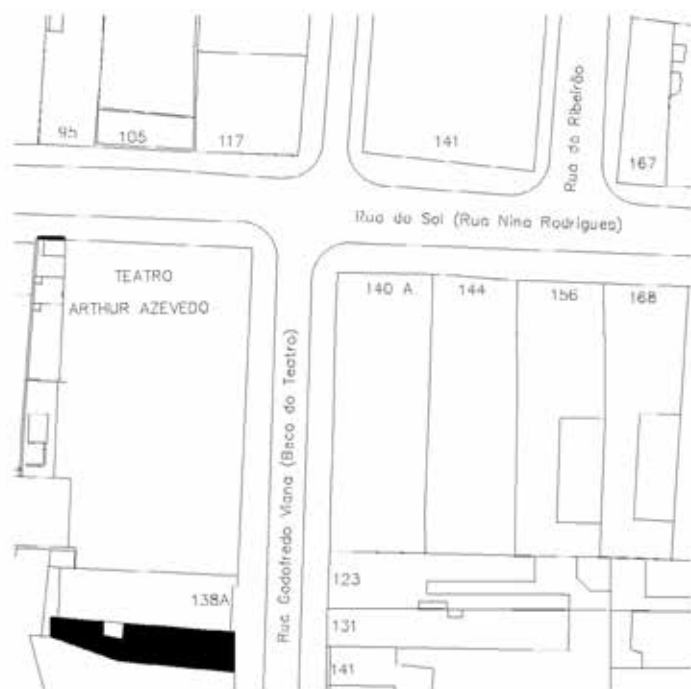 95
105
117
141
167
Rua do Ribeirão
Rua do Sol (Rua Nina Rodrigues)
TEATRO
ARTHUR AZEVEDO
140 A
144
156
168
Rua Godofredo Viana (Beco do Teatro)
138A
123
131
141